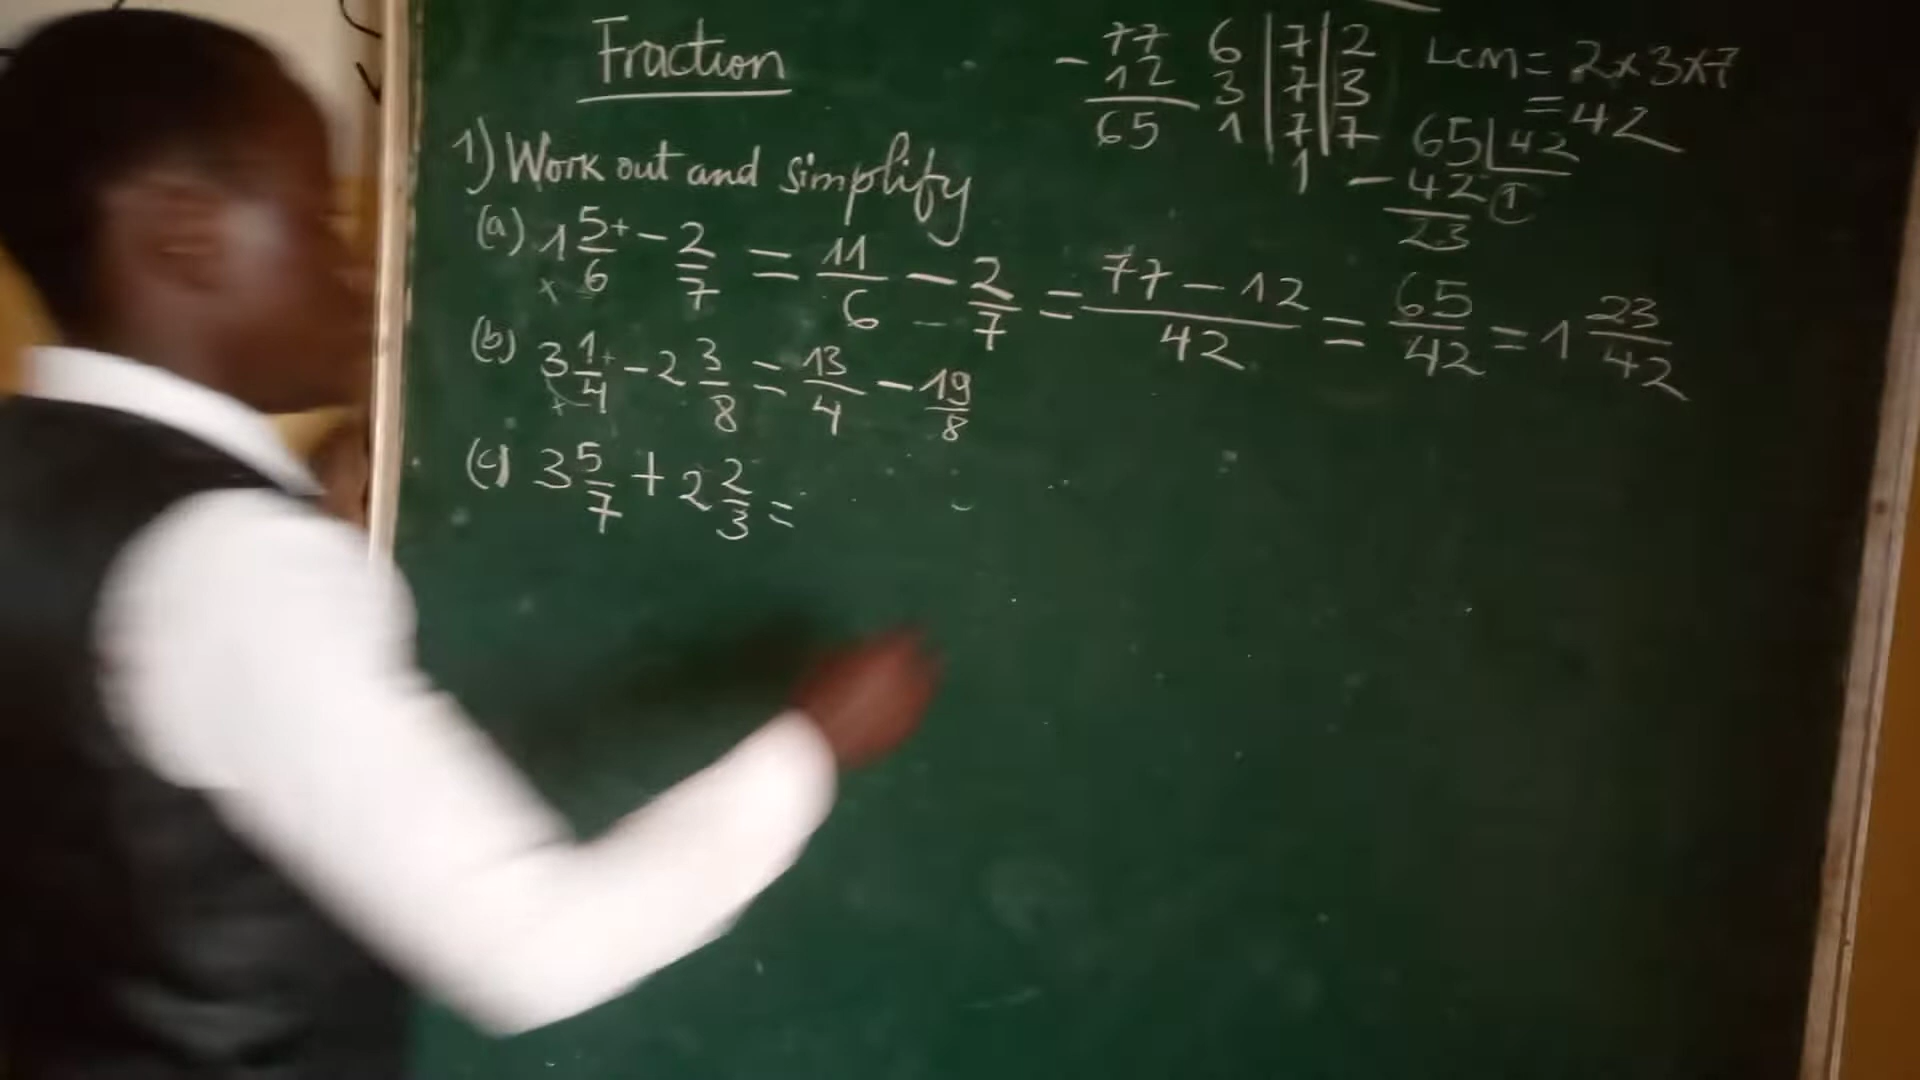 Fraction
1) Work out and simplify
(a) 1 5/6 - 2/7 = 11/6 - 2/7 = 77 - 12/42 = 65/42 = 1 23/42
(b) 3 1/4 - 2 3/8 = 13/4 - 19/8
(c) 3 5/7 + 2 2/3 =
- 77
12
65
6 | 7 | 2
3 | 7 | 3
1 | 7 | 7
1
LCM = 2x3x7
= 42
65 | 42
- 42 1
23